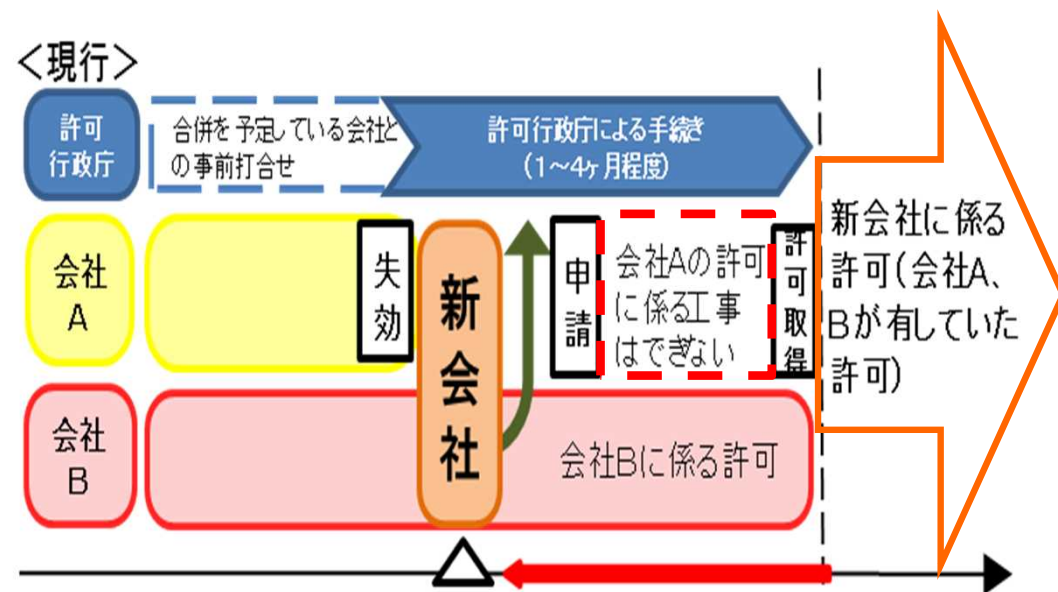 ＜現行＞
許可
行政庁
合併を予定している会社と
の事前打合せ
許可行政庁による手続き
(1～4ヶ月程度)
会社
A
失効
新会社
申請
会社Aの許可
に係る工事
はできない
許可取得
新会社に係る
許可(会社A、
Bが有していた
許可)
会社
B
会社Bに係る許可